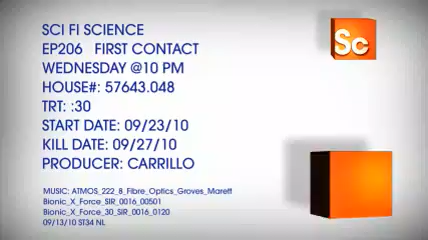 SCI FI SCIENCE
EP206 FIRST CONTACT
WEDNESDAY @10 PM
HOUSE#: 57643.048
TRT: :30
START DATE: 09/23/10
KILL DATE: 09/27/10
PRODUCER: CARRILLO
MUSIC: ATMOS_222_8_Fibre_Optics_Groves_Marett
Bionic_X_Force_SIR_0016_00501
Bionic_X_Force_30_SIR_0016_0120
09/13/10 ST34 NL
Sc